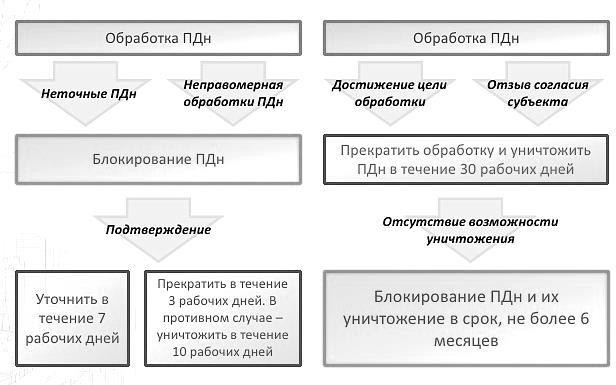 Обработка ПДн
Неточные ПДн
Неправомерная
обработки ПДн
Блокирование ПДн
Подтверждение
Уточнить в
течение 7
рабочих дней
Прекратить в течение
3 рабочих дней. В
противном случае –
уничтожить в течение
10 рабочих дней
Обработка ПДн
Достижение цели
обработки
Отзыв согласия
субъекта
Прекратить обработку и уничтожить
ПДн в течение 30 рабочих дней
Отсутствие возможности
уничтожения
Блокирование ПДн и их
уничтожение в срок, не более 6
месяцев